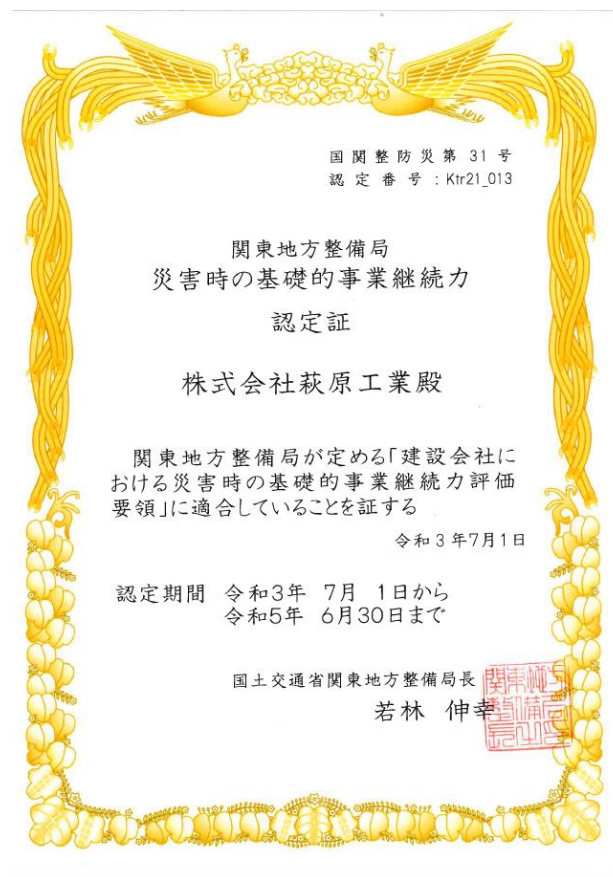 国関整防災第 31 号
認定番号：Ktr21_013
関東地方整備局
災害時の基礎的事業継続力
認定証
株式会社萩原工業殿
関東地方整備局が定める「建設会社に
おける災害時の基礎的事業継続力評価
要領」に適合していることを証する
令和３年７月１日
認定期間 令和3年 7月 1日から
令和5年 6月30日まで
国土交通省関東地方整備局長
若林 伸幸